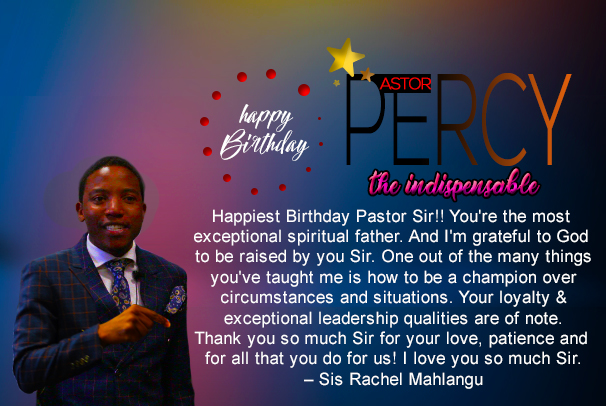 happy
Birthday
PASTOR
PERCY
the indispensable
Happiest Birthday Pastor Sir!! You're the most
exceptional spiritual father. And I'm grateful to God
to be raised by you Sir. One out of the many things
you've taught me is how to be a champion over
circumstances and situations. Your loyalty &
exceptional leadership qualities are of note.
Thank you so much Sir for your love, patience and
for all that you do for us! I love you so much Sir.
– Sis Rachel Mahlangu